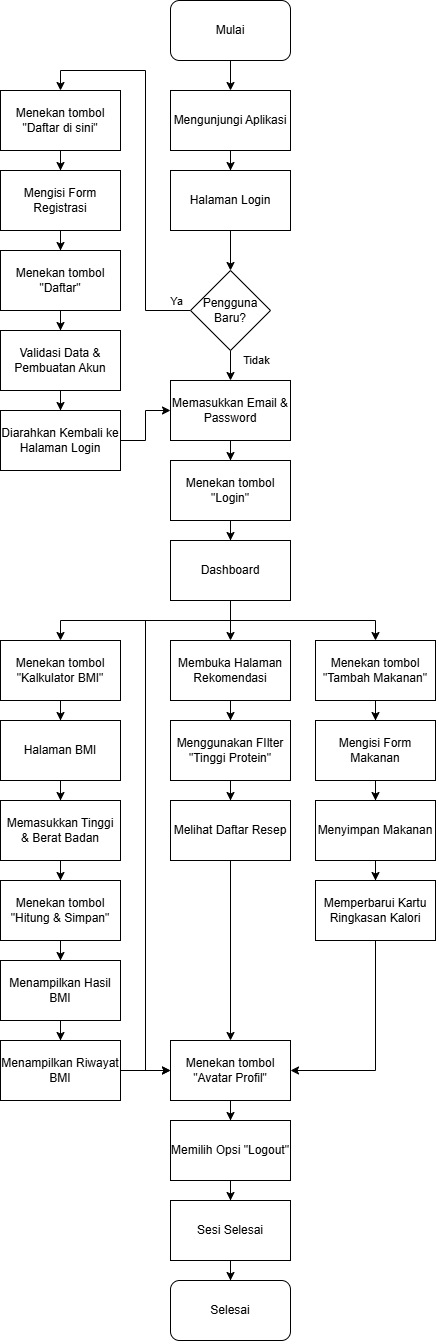 Mulai
Mengunjungi Aplikasi
Halaman Login
Pengguna
Baru?
Ya
Tidak
Menekan tombol
"Daftar di sini"
Mengisi Form
Registrasi
Menekan tombol
"Daftar"
Validasi Data &
Pembuatan Akun
Diarahkan Kembali ke
Halaman Login
Memasukkan Email &
Password
Menekan tombol
"Login"
Dashboard
Menekan tombol
"Kalkulator BMI"
Halaman BMI
Memasukkan Tinggi
& Berat Badan
Menekan tombol
"Hitung & Simpan"
Menampilkan Hasil
BMI
Menampilkan Riwayat
BMI
Membuka Halaman
Rekomendasi
Menggunakan FIlter
"Tinggi Protein"
Melihat Daftar Resep
Menekan tombol
"Tambah Makanan"
Mengisi Form
Makanan
Menyimpan Makanan
Memperbarui Kartu
Ringkasan Kalori
Menekan tombol
"Avatar Profil"
Memilih Opsi "Logout"
Sesi Selesai
Selesai